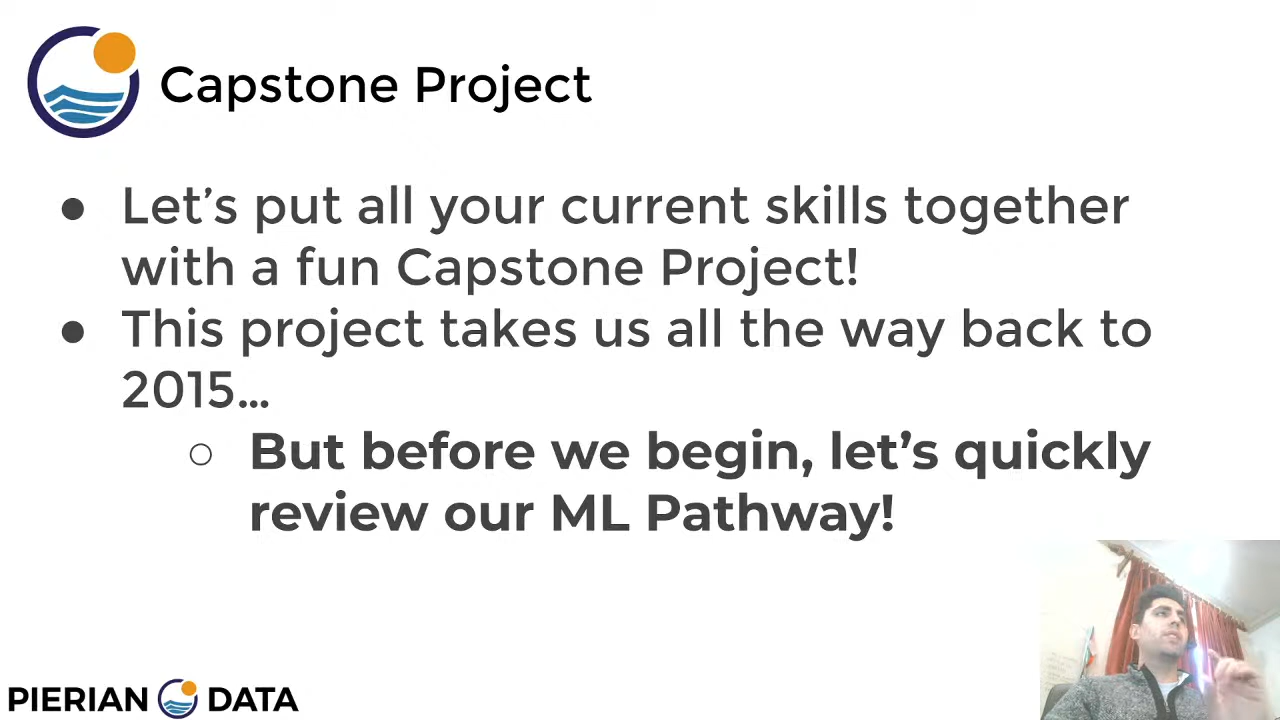 Capstone Project
● Let's put all your current skills together
with a fun Capstone Project!
● This project takes us all the way back to
2015…
○ But before we begin, let's quickly
review our ML Pathway!
PIERIAN DATA